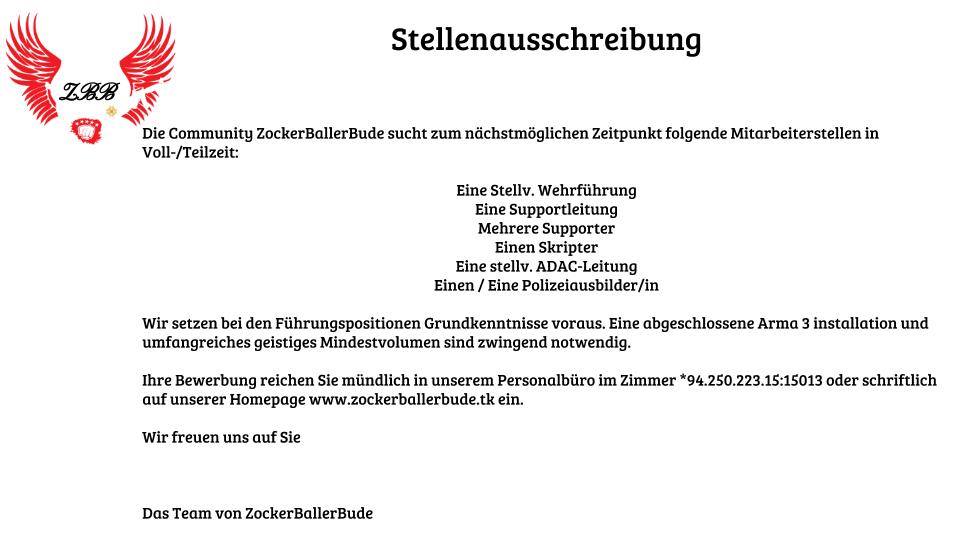 Stellenausschreibung
ZBB
Die Community ZockerBallerBude sucht zum nächstmöglichen Zeitpunkt folgende Mitarbeiterstellen in
Voll-/Teilzeit:
Eine Stellv. Wehrführung
Eine Supportleitung
Mehrere Supporter
Einen Skripter
Eine stellv. ADAC-Leitung
Einen / Eine Polizeiausbilder/in
Wir setzen bei den Führungspositionen Grundkenntnisse voraus. Eine abgeschlossene Arma 3 installation und
umfangreiches geistiges Mindestvolumen sind zwingend notwendig.
Ihre Bewerbung reichen Sie mündlich in unserem Personalbüro im Zimmer *94.250.223.15:15013 oder schriftlich
auf unserer Homepage www.zockerballerbude.tk ein.
Wir freuen uns auf Sie
Das Team von ZockerBallerBude